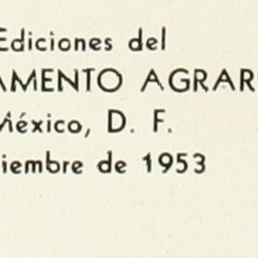 Ediciones del
AMENTO AGRAR
México, D. F.
iembre de 1953